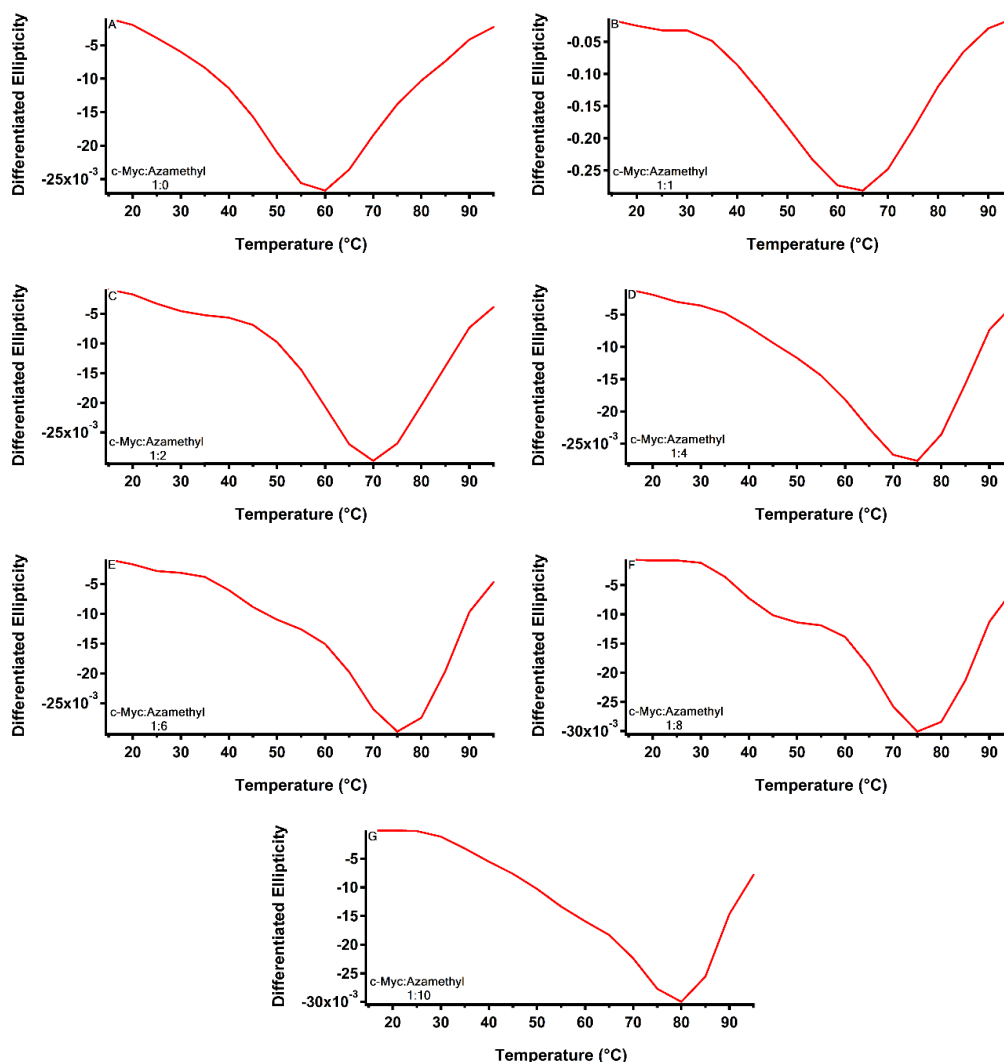 A
Differentiated Ellipticity
-5
-10
-15
-20
-25x10⁻³
c-Myc:Azamethyl
1:0
20 30 40 50 60 70 80 90
Temperature (°C)
B
Differentiated Ellipticity
-0.05
-0.10
-0.15
-0.20
-0.25
c-Myc:Azamethyl
1:1
20 30 40 50 60 70 80 90
Temperature (°C)
C
Differentiated Ellipticity
-5
-10
-15
-20
-25x10⁻³
c-Myc:Azamethyl
1:2
20 30 40 50 60 70 80 90
Temperature (°C)
D
Differentiated Ellipticity
-5
-10
-15
-20
-25x10⁻³
c-Myc:Azamethyl
1:4
20 30 40 50 60 70 80 90
Temperature (°C)
E
Differentiated Ellipticity
-5
-10
-15
-20
-25x10⁻³
c-Myc:Azamethyl
1:6
20 30 40 50 60 70 80 90
Temperature (°C)
F
Differentiated Ellipticity
-5
-10
-15
-20
-25
-30x10⁻³
c-Myc:Azamethyl
1:8
20 30 40 50 60 70 80 90
Temperature (°C)
G
Differentiated Ellipticity
-5
-10
-15
-20
-25
-30x10⁻³
c-Myc:Azamethyl
1:10
20 30 40 50 60 70 80 90
Temperature (°C)